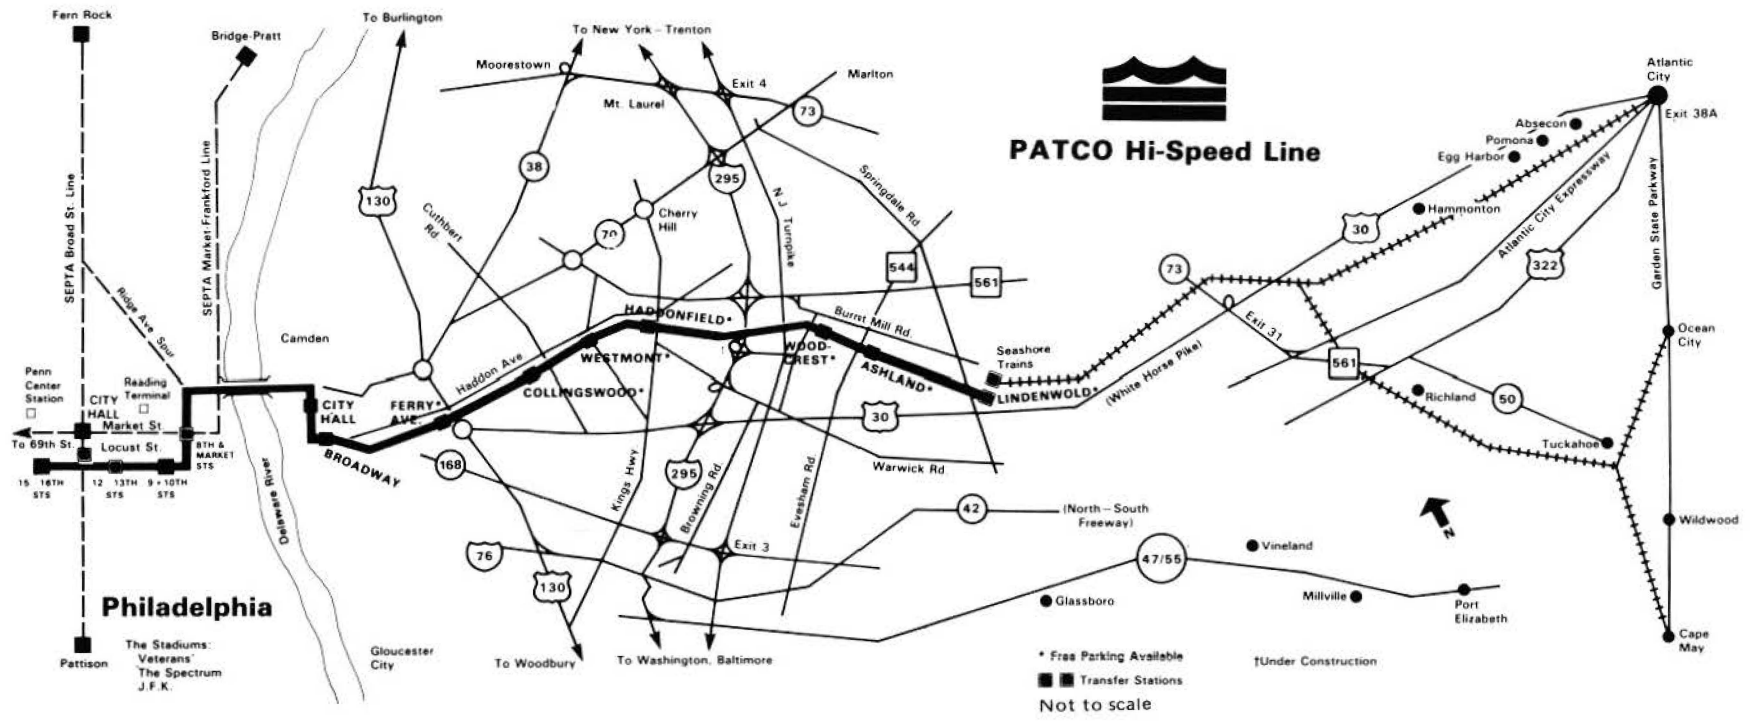 Fern Rock
Bridge-Pratt
To Burlington
To New York – Trenton
Moorestown
Mt. Laurel
Exit 4
Marlton
73
PATCO Hi-Speed Line
Atlantic
City
Exit 38A
Absecon
Pomona
Egg Harbor
Hammonton
30
Atlantic City Expressway
322
Garden State Parkway
SEPTA Broad St. Line
SEPTA Market-Frankford Line
Ridge Ave Spur
130
38
295
Cuthbert
Rd
70
Cherry
Hill
N.J. Turnpike
Springdale Rd
544
561
73
Exit 31
561
Ocean
City
Camden
Haddon Ave
HADDONFIELD*
Burnt Mill Rd.
WESTMONT*
WOOD-
CREST*
COLLINGSWOOD*
ASHLAND*
Seashore
Trains
LINDENWOLD*
(White Horse Pike)
Richland
50
Tuckahoe
Penn
Center
Station
Reading
Terminal
CITY
HALL
Market St.
To 69th St.
Locust St.
8TH &
MARKET
STS
15 16TH
STS
12 13TH
STS
9 10TH
STS
CITY
HALL
FERRY*
AVE.
BROADWAY
Delaware River
30
168
295
Kings Hwy
Browning Rd.
Evesham Rd.
Warwick Rd.
42
(North–South
Freeway)
76
130
Exit 3
47/55
Vineland
Wildwood
Glassboro
Millville
Port
Elizabeth
Cape
May
Philadelphia
Pattison
The Stadiums:
Veterans'
The Spectrum
J.F.K.
Gloucester
City
To Woodbury
To Washington, Baltimore
* Free Parking Available
†Under Construction
Transfer Stations
Not to scale
N